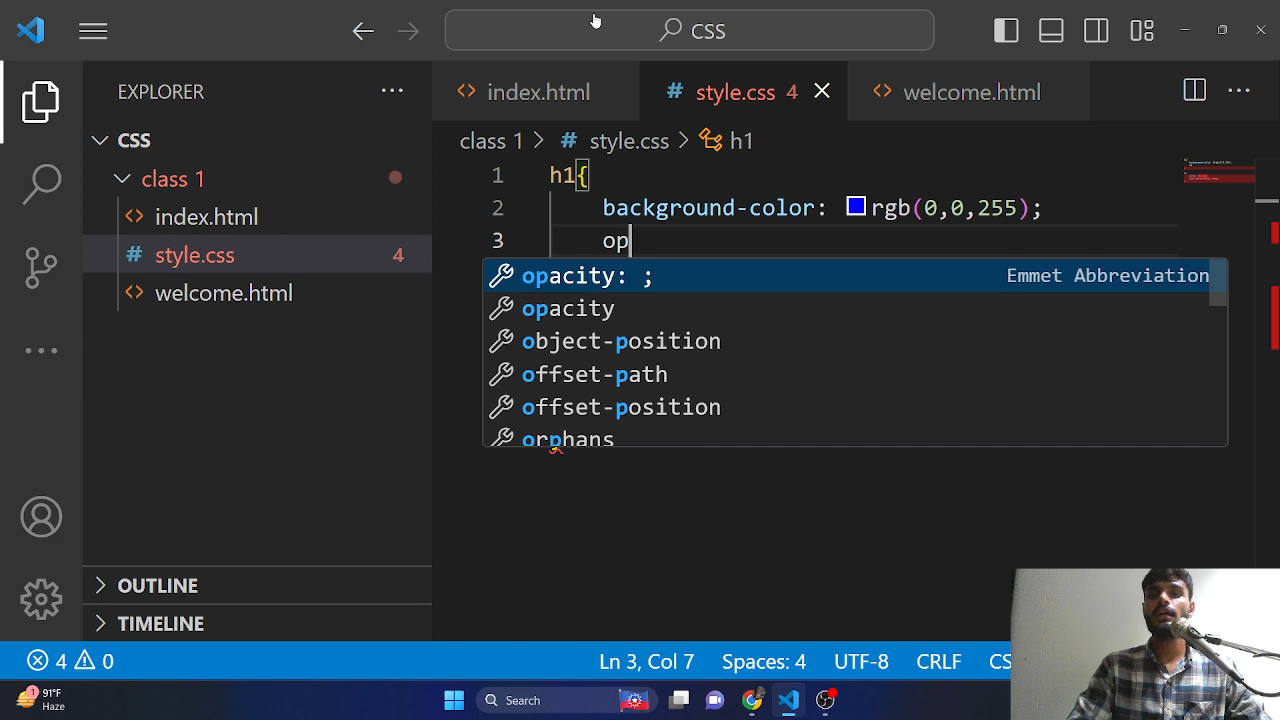 CSS
EXPLORER
index.html
style.css 4
welcome.html
CSS
class 1 > # style.css > h1
class 1
1 h1{
index.html
2 background-color: rgb(0,0,255);
style.css 4
3 op
welcome.html
opacity: ; Emmet Abbreviation
opacity
object-position
offset-path
offset-position
orphans
OUTLINE
TIMELINE
4 0 Ln 3, Col 7 Spaces: 4 UTF-8 CRLF CS
1
91°F
Haze
Search